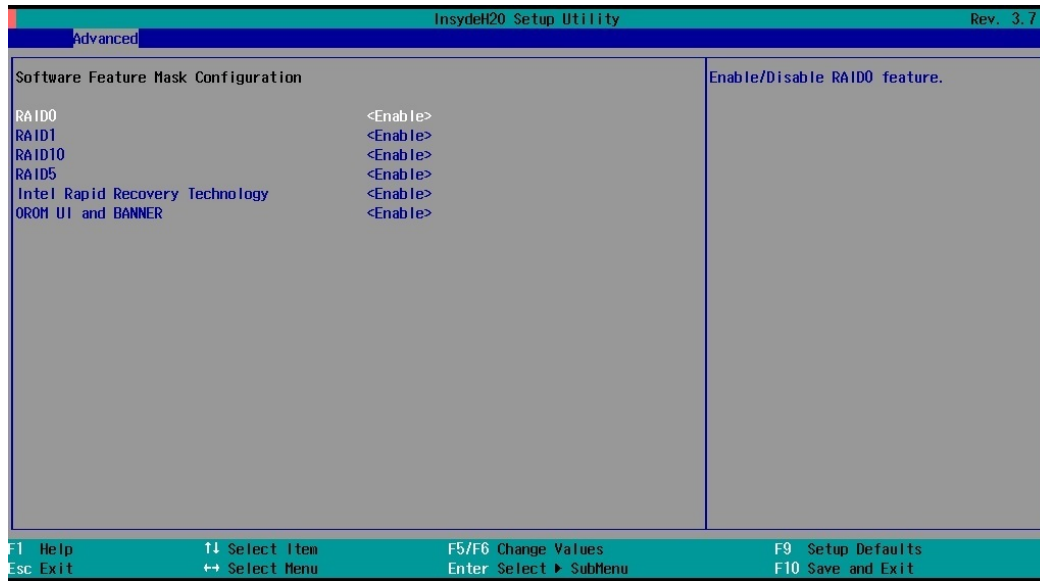 InsydeH20 Setup Utility Rev. 3.7
Advanced
Software Feature Mask Configuration
Enable/Disable RAID0 feature.
RAID0 <Enable>
RAID1 <Enable>
RAID10 <Enable>
RAID5 <Enable>
Intel Rapid Recovery Technology <Enable>
OROM UI and BANNER <Enable>
F1 Help ↑↓ Select Item F5/F6 Change Values F9 Setup Defaults
Esc Exit ↔ Select Menu Enter Select ▶ SubMenu F10 Save and Exit